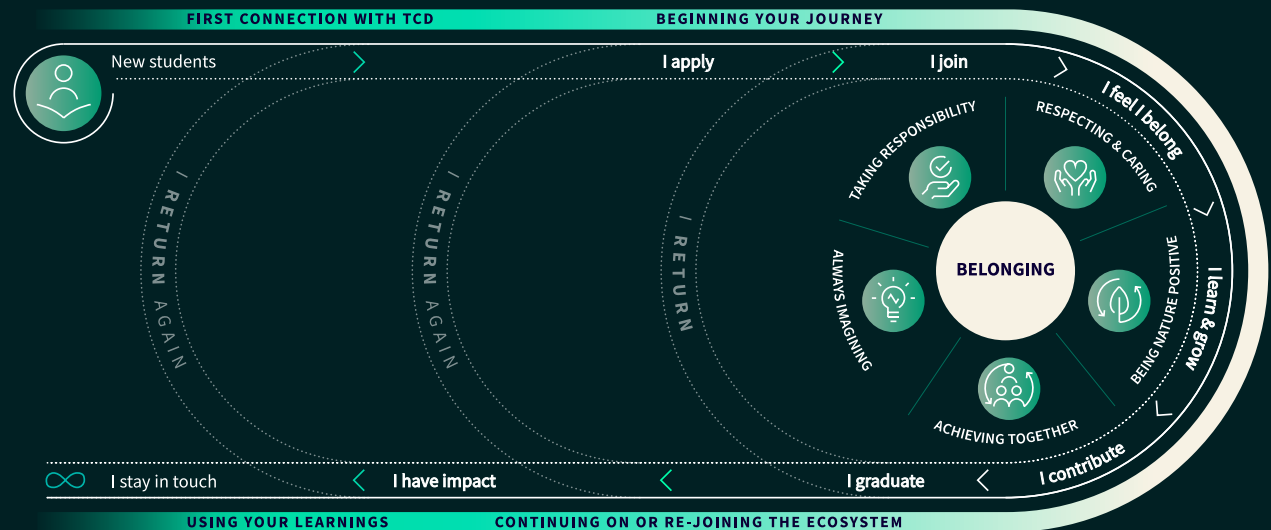 FIRST CONNECTION WITH TCD
BEGINNING YOUR JOURNEY
New students
I apply
I join
I feel I belong
I learn & grow
I contribute
I graduate
I have impact
I stay in touch
I RETURN AGAIN
I RETURN AGAIN
I RETURN
TAKING RESPONSIBILITY
RESPECTING & CARING
BEING NATURE POSITIVE
ACHIEVING TOGETHER
ALWAYS IMAGINING
BELONGING
USING YOUR LEARNINGS
CONTINUING ON OR RE-JOINING THE ECOSYSTEM